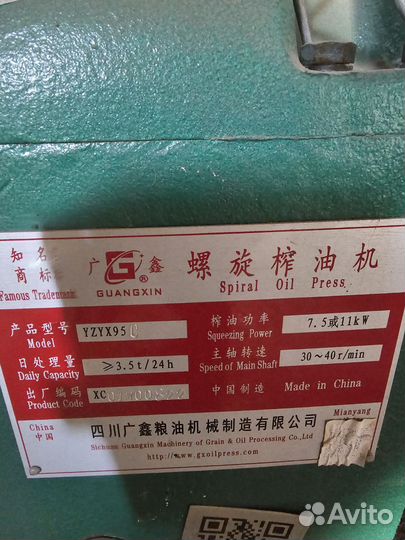 知名
商标
Famous Trademark
广 G 鑫
®
GUANGXIN
螺旋榨油机
Spiral Oil Press
产品型号
Model
YZYX95
榨油功率
Squeezing Power
7.5或11kW
日处理量
Daily Capacity
≥3.5t/24h
主轴转速
Speed of Main Shaft
30～40r/min
出厂编码
Product Code
XC
中国制造 Made in China
China
中国
四川广鑫粮油机械制造有限公司
Mianyang
Sichuan Guangxin Machinery of Grain & Oil Processing Co.,Ltd
http://www.gxoilpress.com
Avito